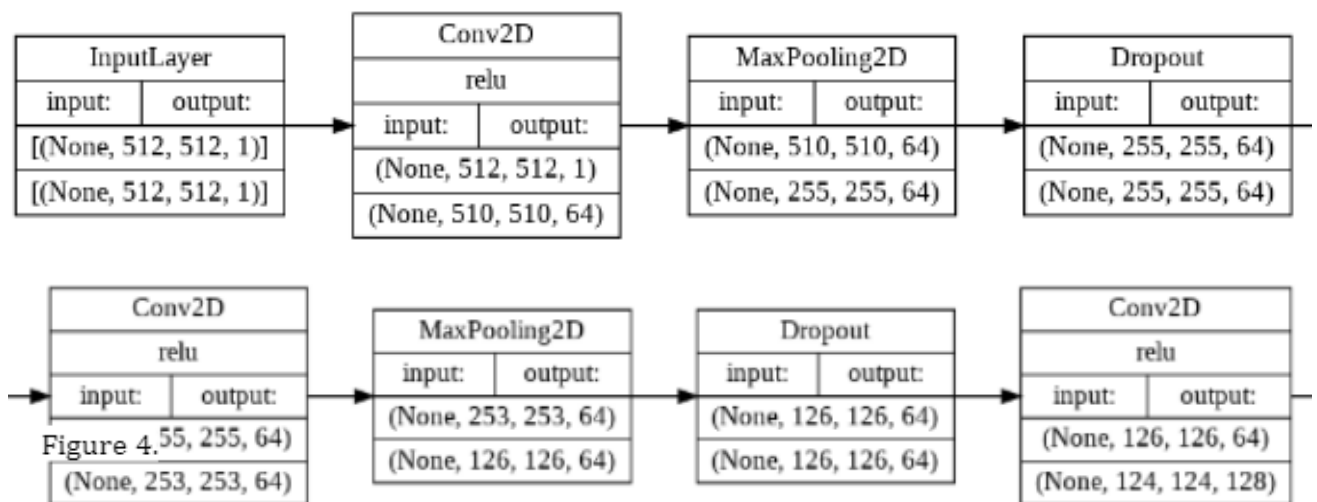 InputLayer
input: output:
[(None, 512, 512, 1)]
[(None, 512, 512, 1)]
Conv2D
relu
input: output:
(None, 512, 512, 1)
(None, 510, 510, 64)
MaxPooling2D
input: output:
(None, 510, 510, 64)
(None, 255, 255, 64)
Dropout
input: output:
(None, 255, 255, 64)
(None, 255, 255, 64)
Conv2D
relu
input: output:
Figure 4. 55, 255, 64)
(None, 253, 253, 64)
MaxPooling2D
input: output:
(None, 253, 253, 64)
(None, 126, 126, 64)
Dropout
input: output:
(None, 126, 126, 64)
(None, 126, 126, 64)
Conv2D
relu
input: output:
(None, 126, 126, 64)
(None, 124, 124, 128)